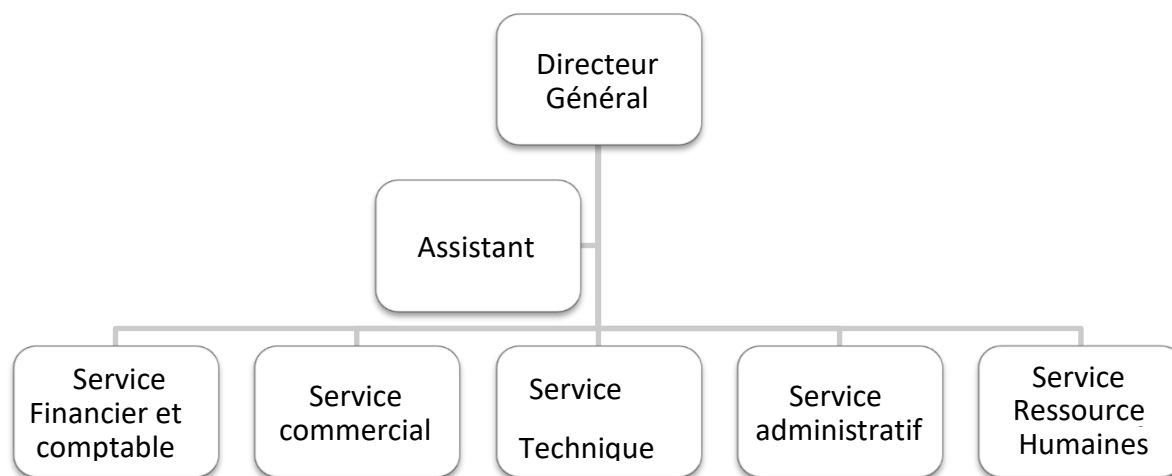 Directeur
Général
Assistant
Service
Financier et
comptable
Service
commercial
Service
Technique
Service
administratif
Service
Ressource
Humaines